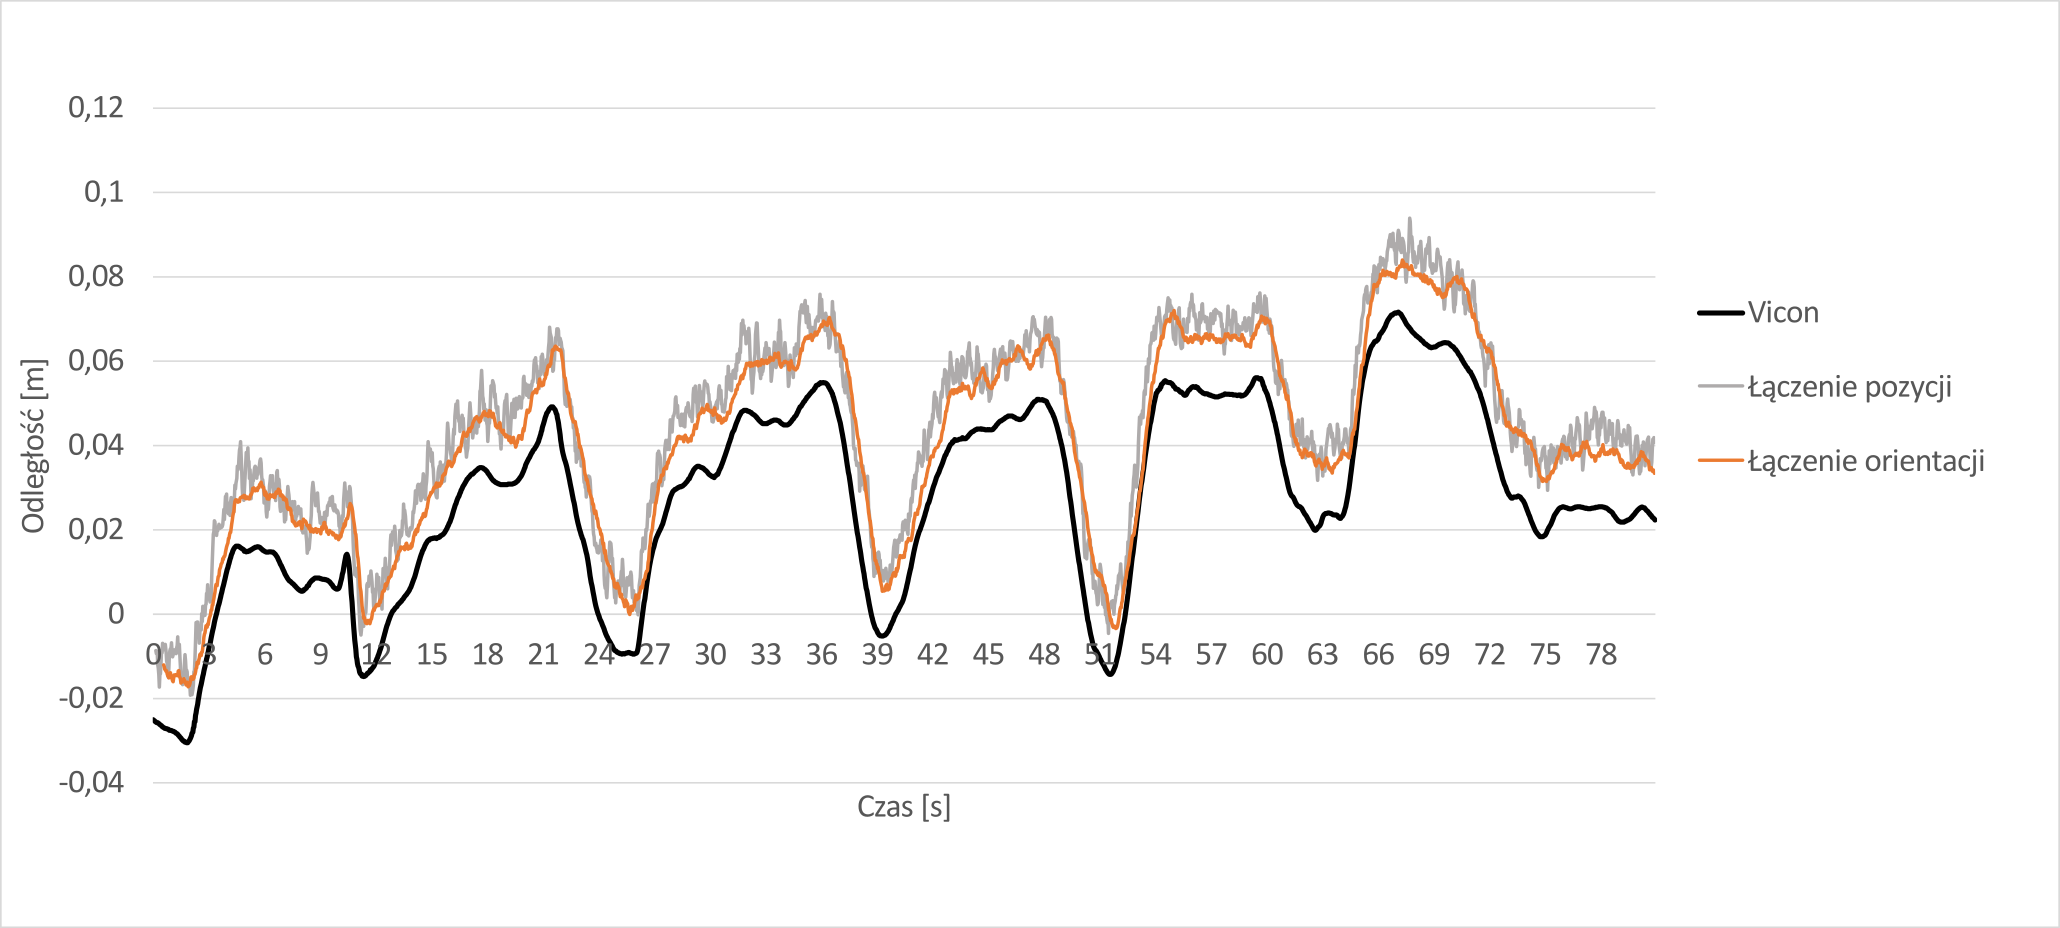 0,12
0,1
0,08
0,06
0,04
0,02
0
-0,02
-0,04
Odległość [m]
0 3 6 9 12 15 18 21 24 27 30 33 36 39 42 45 48 51 54 57 60 63 66 69 72 75 78
Czas [s]
Vicon
Łączenie pozycji
Łączenie orientacji